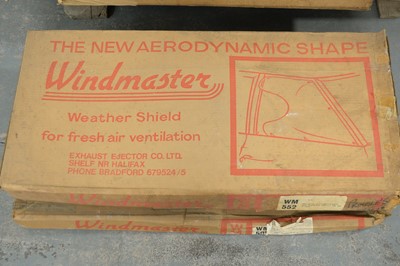 THE NEW AERODYNAMIC SHAPE
Windmaster
Weather Shield
for fresh air ventilation
EXHAUST EJECTOR CO. LTD.
SHELF NR HALIFAX
PHONE BRADFORD 679524-5
WM
552
Windmaster